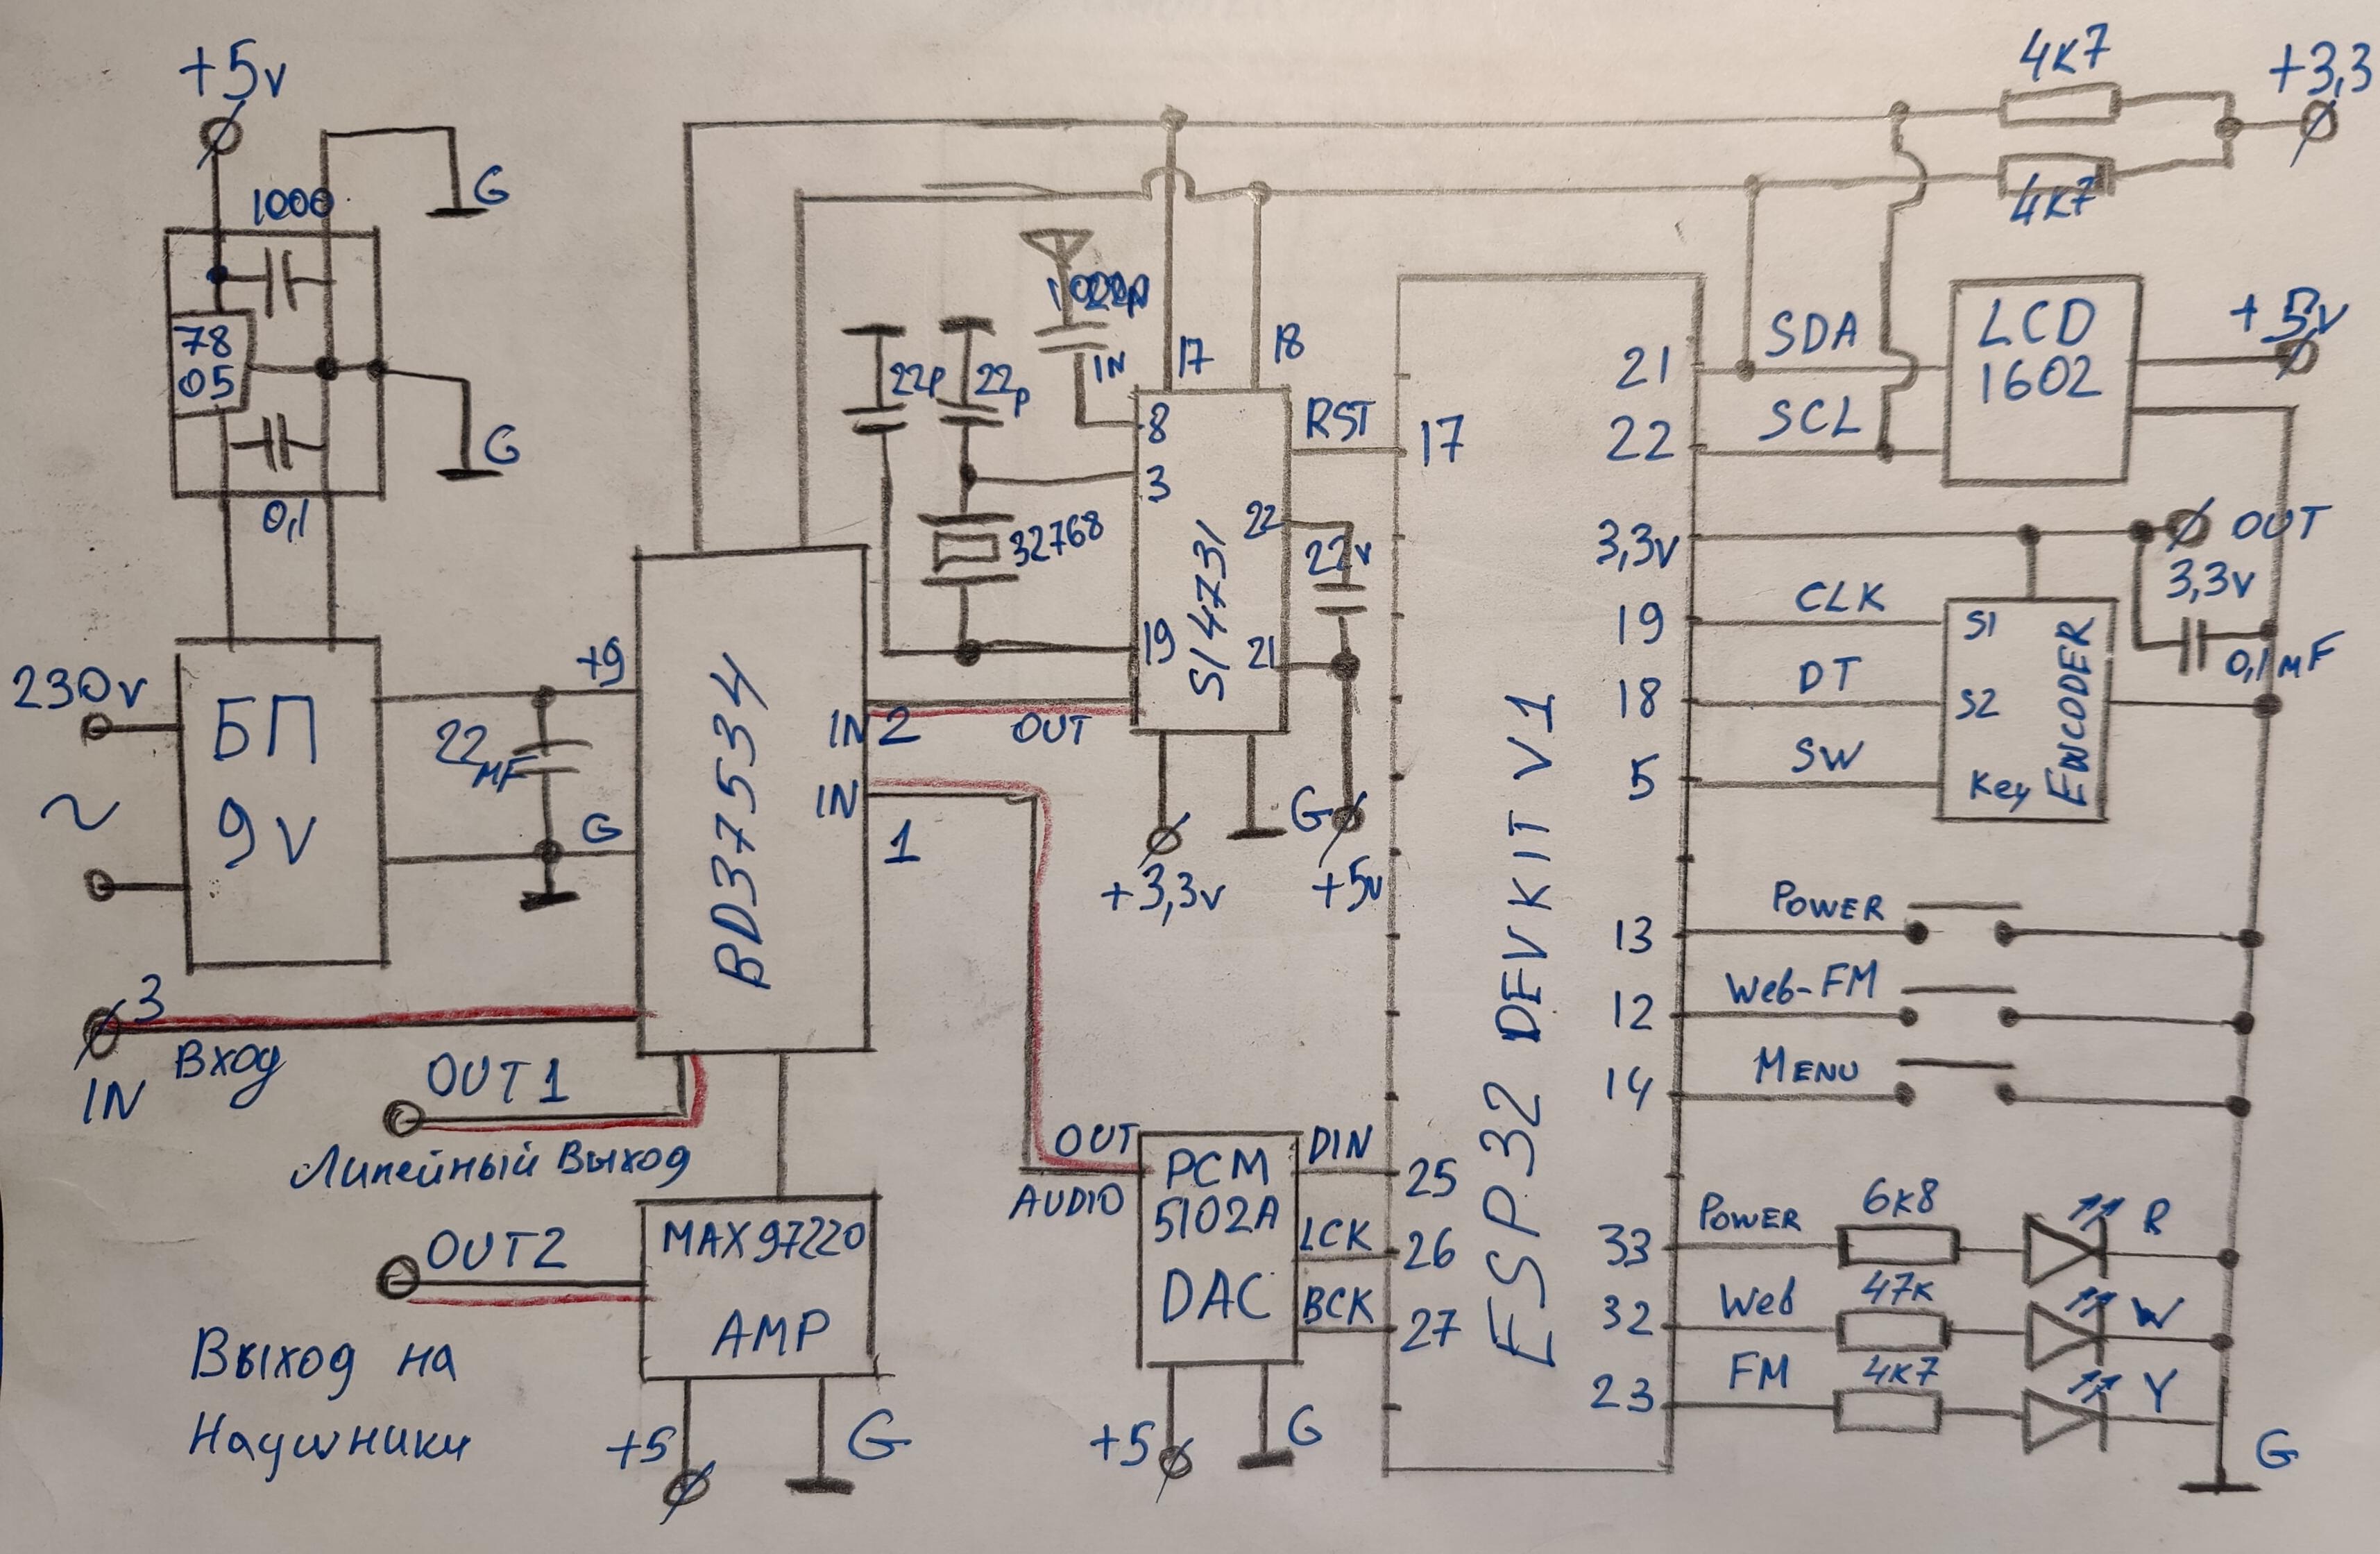 +5v
1000
G
78
05
G
0,1
230v
~
БП
9V
+9
22
MF
G
3
IN
Вход
OUT1
Линейный Выход
OUT2
Выход на
Наушники
BD37534
IN2
IN
1
MAX97220
AMP
+5
G
22p
22p
IN
17
18
8
3
19
32768
SI4731
22
21
RST
OUT
+3,3v
G
+5v
OUT
AUDIO
PCM
5102A
DAC
DIN
LCK
BCK
+5
G
ESP32 DEVKIT V1
17
25
26
27
21
22
3,3v
19
18
5
13
12
14
33
32
23
4K7
4K7
+3,3
SDA
SCL
LCD
1602
+5v
OUT
3,3v
0,1MF
CLK
DT
SW
S1
S2
Key
ENCODER
POWER
Web-FM
MENU
POWER
6K8
R
Web
47K
W
FM
4K7
Y
G